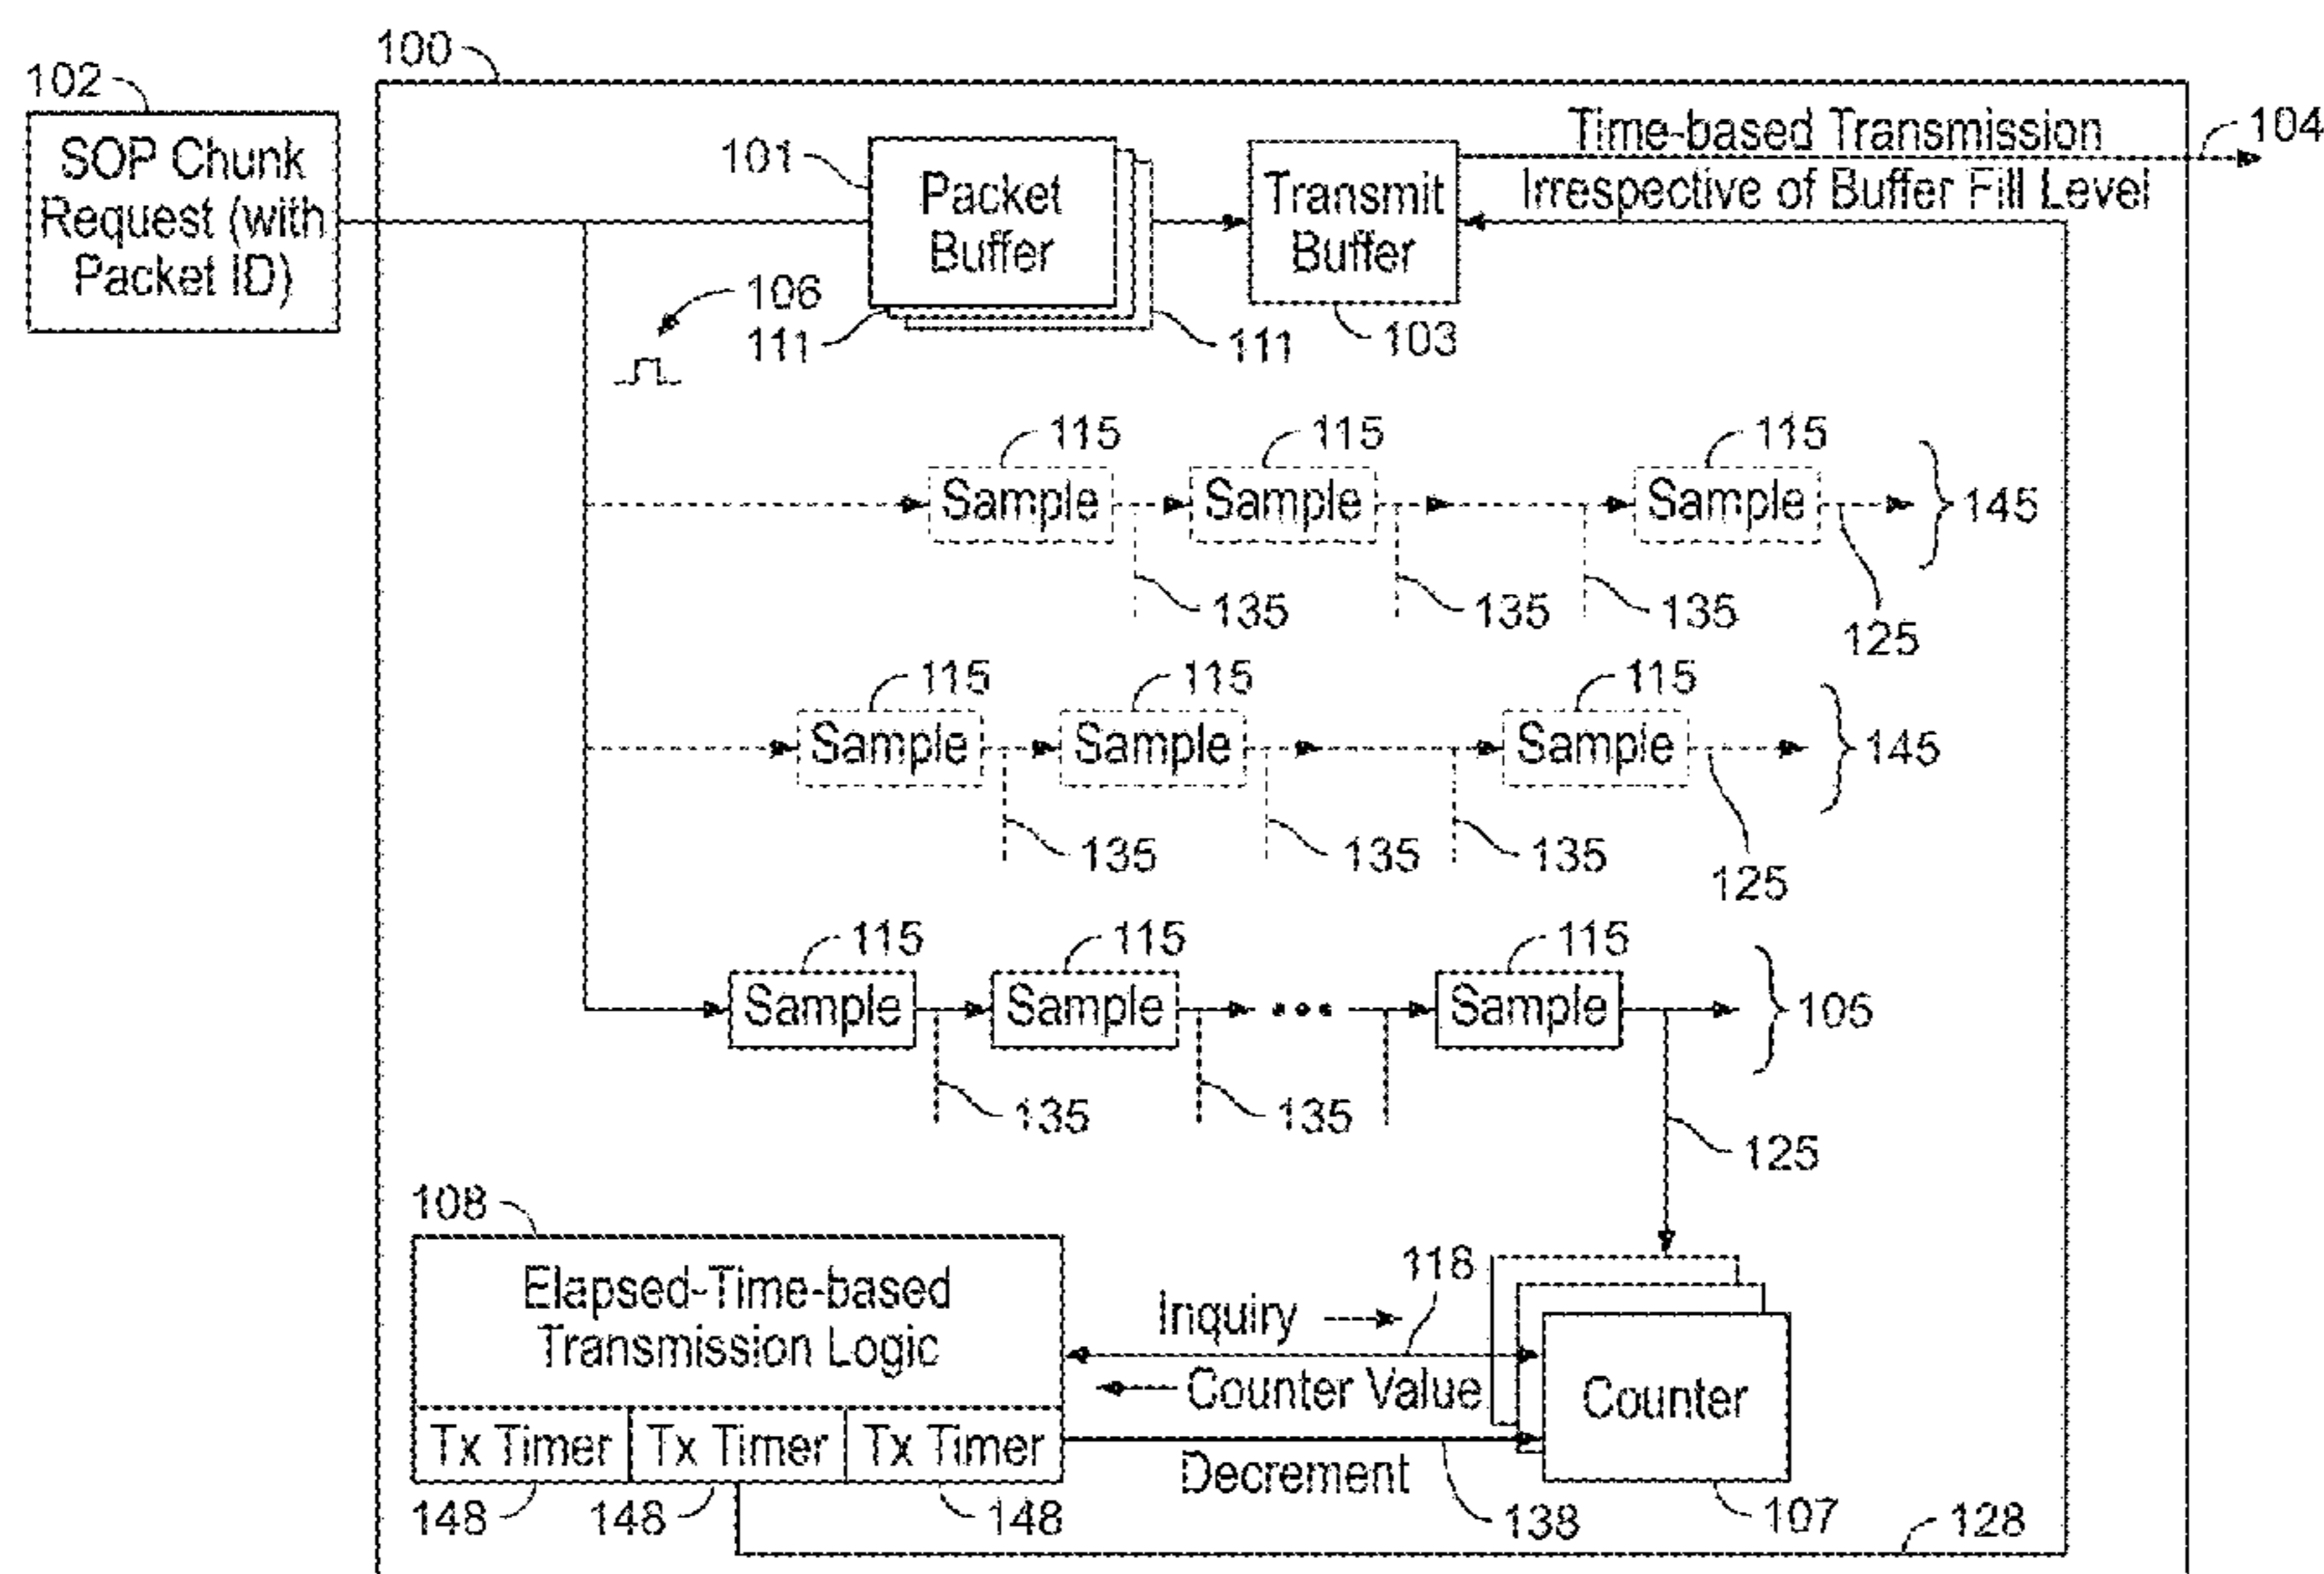 100
102
SOP Chunk
Request (with
Packet ID)
101
Packet
Buffer
111
111
Transmit
Buffer
103
Time-based Transmission
Irrespective of Buffer Fill Level
104
106
115
115
115
Sample
Sample
Sample
145
135
135
135
125
115
115
115
Sample
Sample
Sample
145
135
135
135
125
115
115
115
Sample
Sample
Sample
105
135
135
125
108
Elapsed-Time-based
Transmission Logic
Tx Timer
Tx Timer
Tx Timer
148
148
148
118
Inquiry
Counter Value
Decrement
138
Counter
107
128